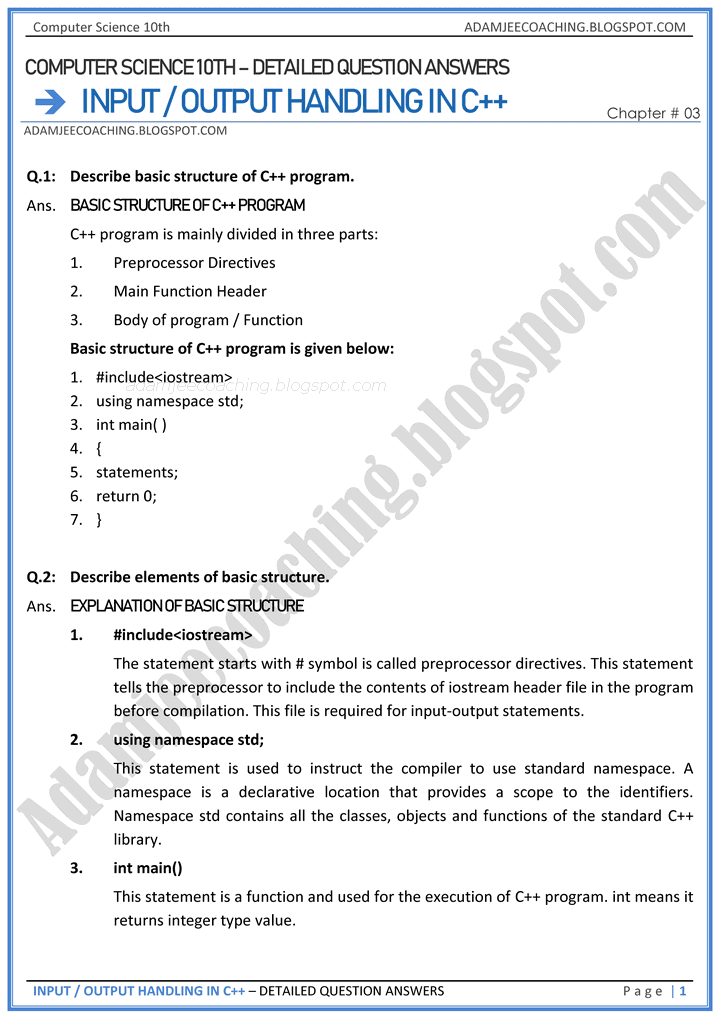 Computer Science 10th ADAMJEECOACHING.BLOGSPOT.COM
COMPUTER SCIENCE 10TH – DETAILED QUESTION ANSWERS
INPUT / OUTPUT HANDLING IN C++
Chapter # 03
ADAMJEECOACHING.BLOGSPOT.COM
Q.1: Describe basic structure of C++ program.
Ans. BASIC STRUCTURE OF C++ PROGRAM
C++ program is mainly divided in three parts:
1. Preprocessor Directives
2. Main Function Header
3. Body of program / Function
Basic structure of C++ program is given below:
1. #include<iostream>
adamjeecoaching.blogspot.com
2. using namespace std;
3. int main( )
4. {
5. statements;
6. return 0;
7. }
Q.2: Describe elements of basic structure.
Ans. EXPLANATION OF BASIC STRUCTURE
1. #include<iostream>
The statement starts with # symbol is called preprocessor directives. This statement
tells the preprocessor to include the contents of iostream header file in the program
before compilation. This file is required for input-output statements.
2. using namespace std;
This statement is used to instruct the compiler to use standard namespace. A
namespace is a declarative location that provides a scope to the identifiers.
Namespace std contains all the classes, objects and functions of the standard C++
library.
3. int main()
This statement is a function and used for the execution of C++ program. int means it
returns integer type value.
Adamjeecoaching.blogspot.com
INPUT / OUTPUT HANDLING IN C++ – DETAILED QUESTION ANSWERS Page | 1